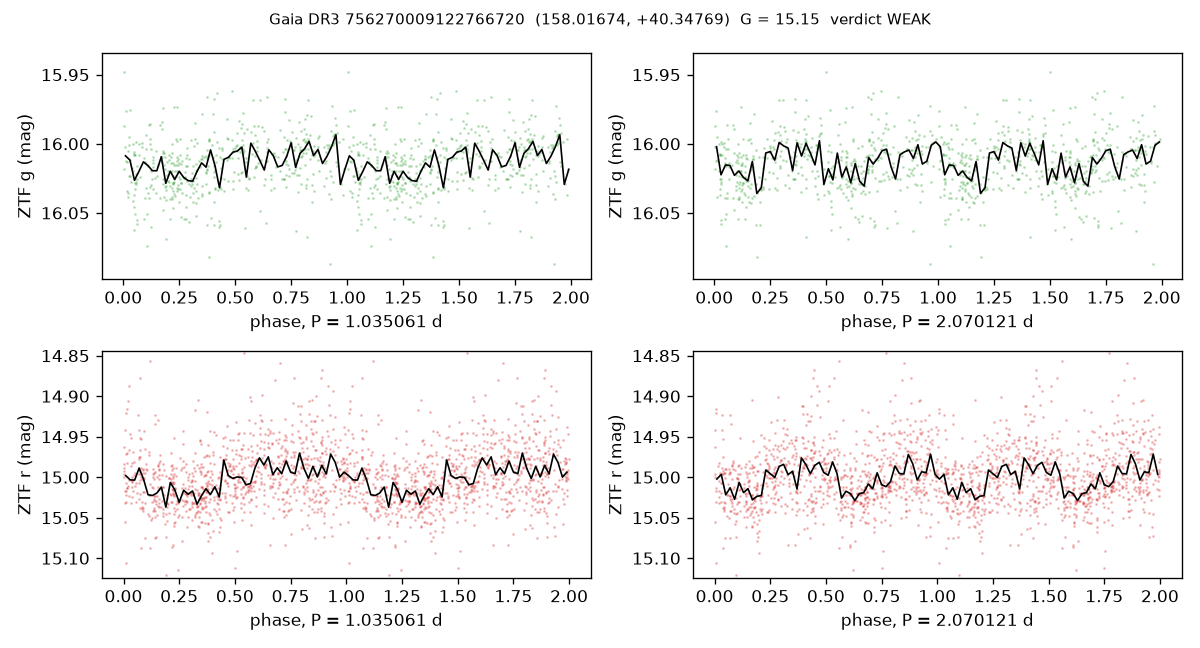 Gaia DR3 756270009122766720  (158.01674, +40.34769)  G = 15.15  verdict WEAK
15.95
16.00
16.05
ZTF g (mag)
0.00 0.25 0.50 0.75 1.00 1.25 1.50 1.75 2.00
phase, P = 1.035061 d
15.95
16.00
16.05
ZTF g (mag)
0.00 0.25 0.50 0.75 1.00 1.25 1.50 1.75 2.00
phase, P = 2.070121 d
14.85
14.90
14.95
15.00
15.05
15.10
ZTF r (mag)
0.00 0.25 0.50 0.75 1.00 1.25 1.50 1.75 2.00
phase, P = 1.035061 d
14.85
14.90
14.95
15.00
15.05
15.10
ZTF r (mag)
0.00 0.25 0.50 0.75 1.00 1.25 1.50 1.75 2.00
phase, P = 2.070121 d